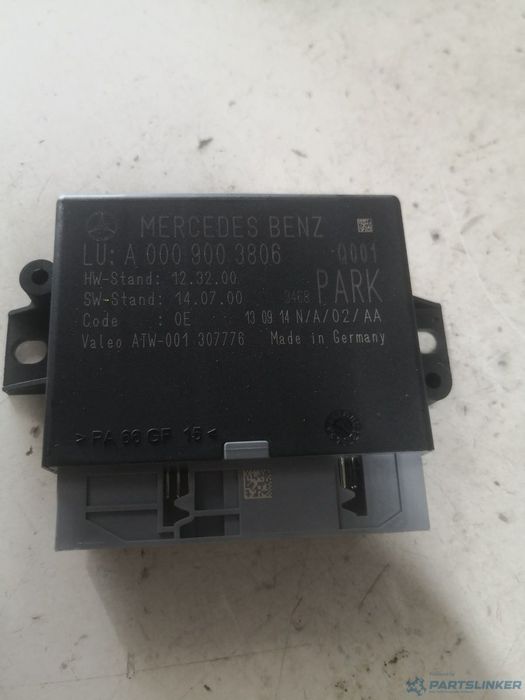 MERCEDES BENZ
LU: A 000 900 3806 Q001
HW-Stand: 12.32.00
SW-Stand: 14.07.00 34C8 PARK
Code : 0E 13 09 14 N/A/02/AA
Valeo ATW-001 307776 Made in Germany
>PA 66 GF 15<
PARTSLINKER